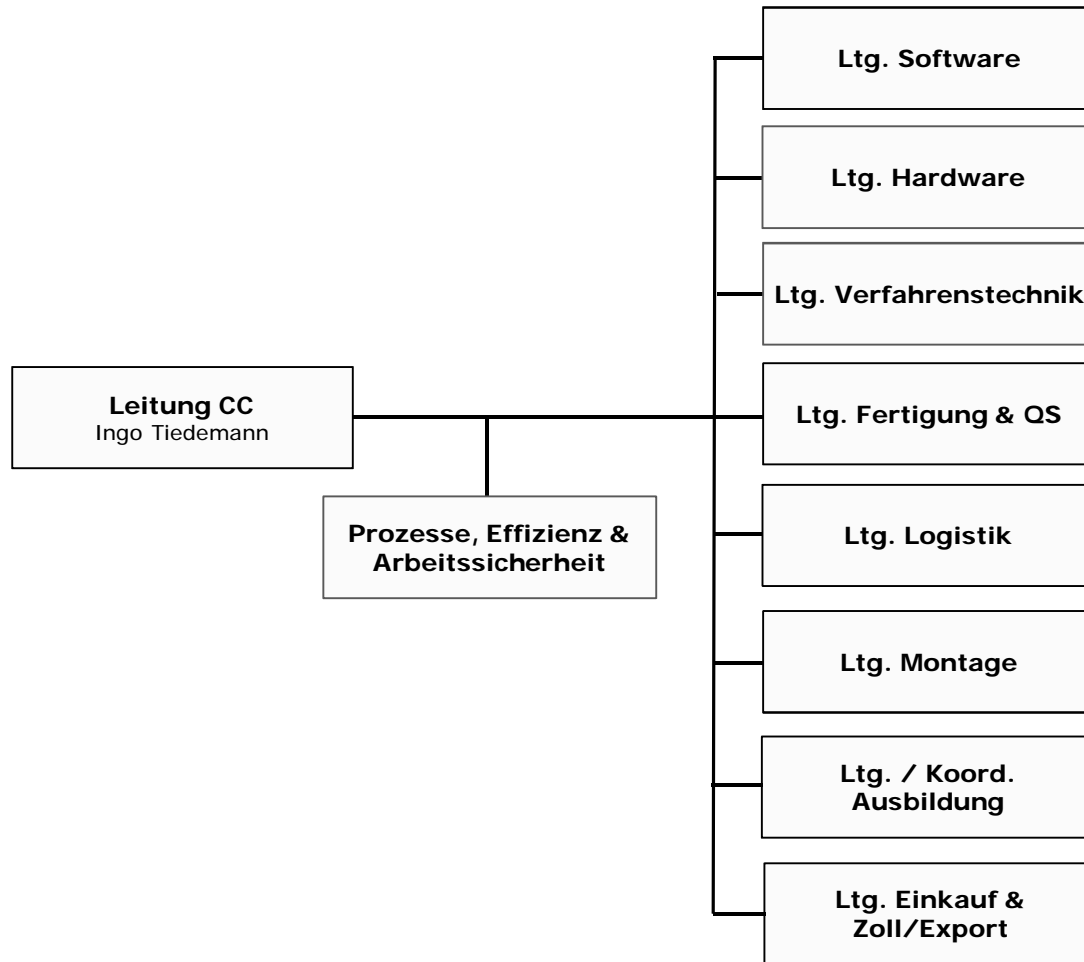 Ltg. Software
Ltg. Hardware
Ltg. Verfahrenstechnik
Leitung CC
Ingo Tiedemann
Ltg. Fertigung & QS
Prozesse, Effizienz &
Arbeitssicherheit
Ltg. Logistik
Ltg. Montage
Ltg. / Koord.
Ausbildung
Ltg. Einkauf &
Zoll/Export